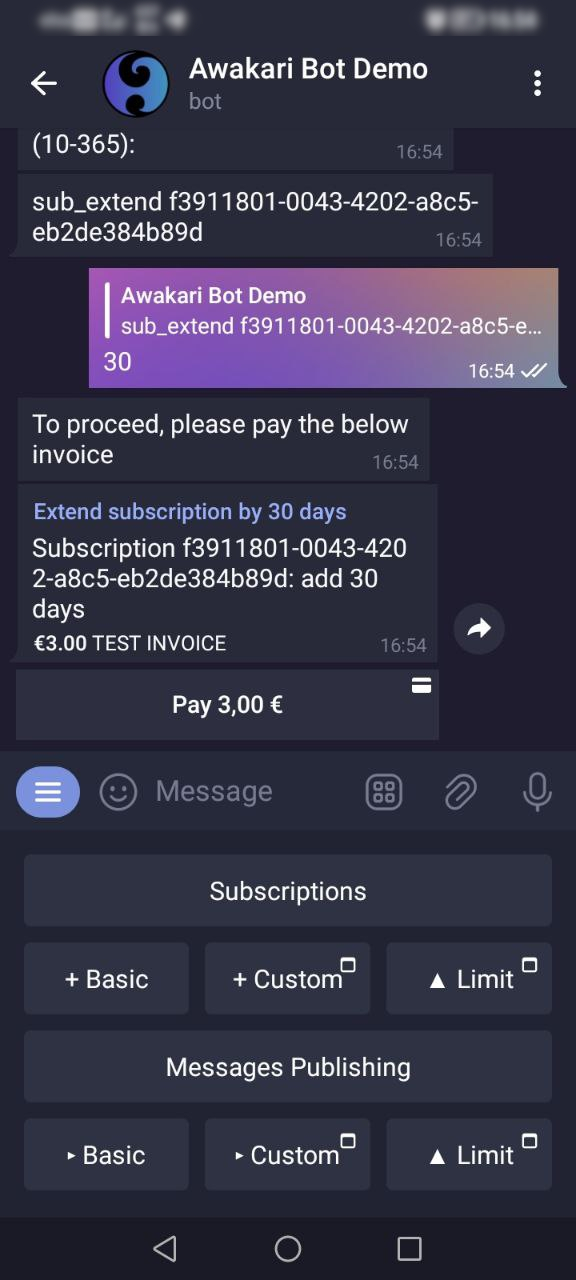 Awakari Bot Demo
bot
(10-365):
16:54
sub_extend f3911801-0043-4202-a8c5-
eb2de384b89d
16:54
Awakari Bot Demo
sub_extend f3911801-0043-4202-a8c5-e...
30
16:54
To proceed, please pay the below
invoice
16:54
Extend subscription by 30 days
Subscription f3911801-0043-420
2-a8c5-eb2de384b89d: add 30
days
€3.00 TEST INVOICE
16:54
Pay 3,00 €
Message
Subscriptions
+ Basic
+ Custom
▲ Limit
Messages Publishing
‣ Basic
‣ Custom
▲ Limit